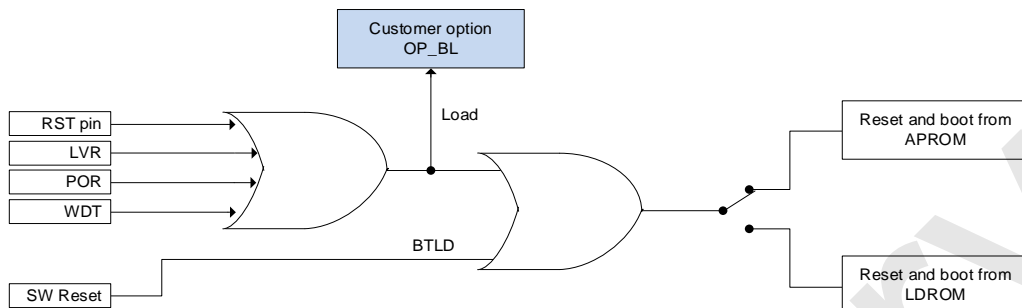 Customer option
OP_BL
Load
RST pin
LVR
POR
WDT
BTLD
SW Reset
Reset and boot from
APROM
Reset and boot from
LDROM